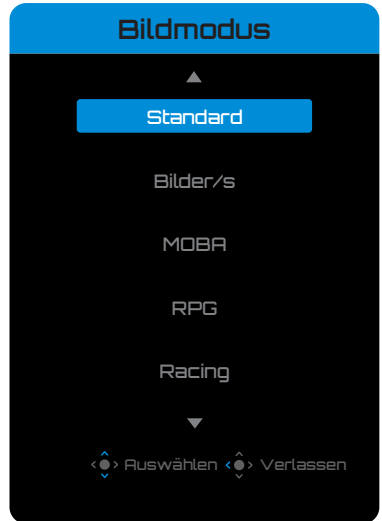 Bildmodus
Standard
Bilder/s
MOBA
RPG
Racing
Auswählen Verlassen